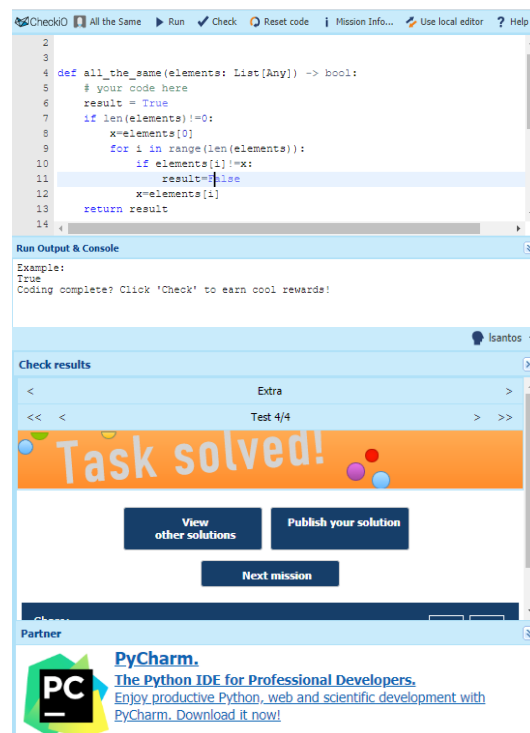 CheckiO All the Same Run Check Reset code i Mission Info... Use local editor ? Help
2
3
4 def all_the_same(elements: List[Any]) -> bool:
5 # your code here
6 result = True
7 if len(elements)!=0:
8 x=elements[0]
9 for i in range(len(elements)):
10 if elements[i]!=x:
11 result=False
12 x=elements[i]
13 return result
14
Run Output & Console
Example:
True
Coding complete? Click 'Check' to earn cool rewards!
lsantos
Check results
< Extra >
<< < Test 4/4 > >>
Task solved!
View
other solutions
Publish your solution
Next mission
Partner
PC
PyCharm.
The Python IDE for Professional Developers.
Enjoy productive Python, web and scientific development with
PyCharm. Download it now!